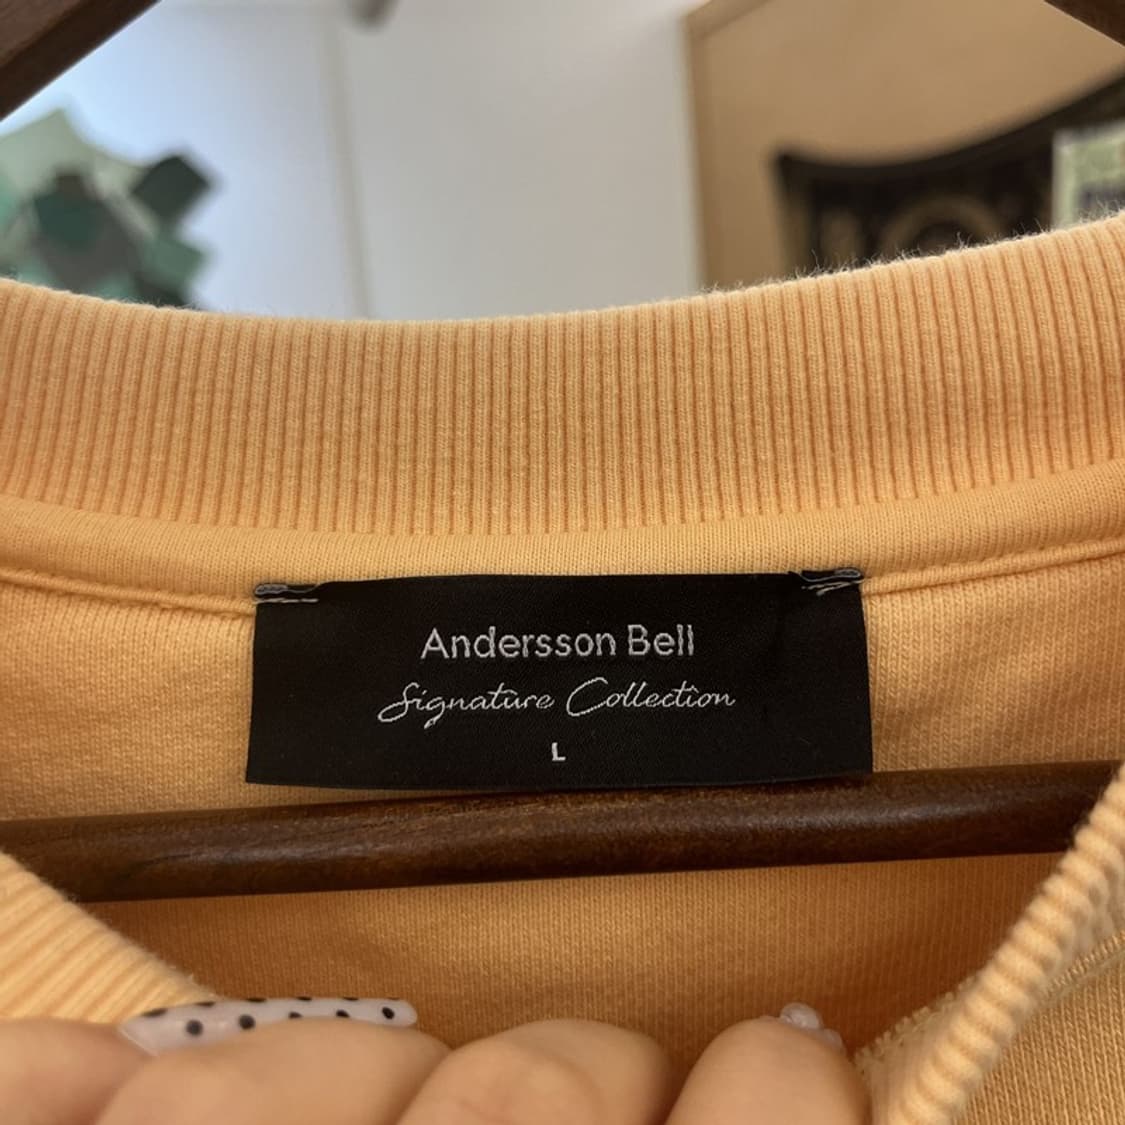 Andersson Bell
Signature Collection
L